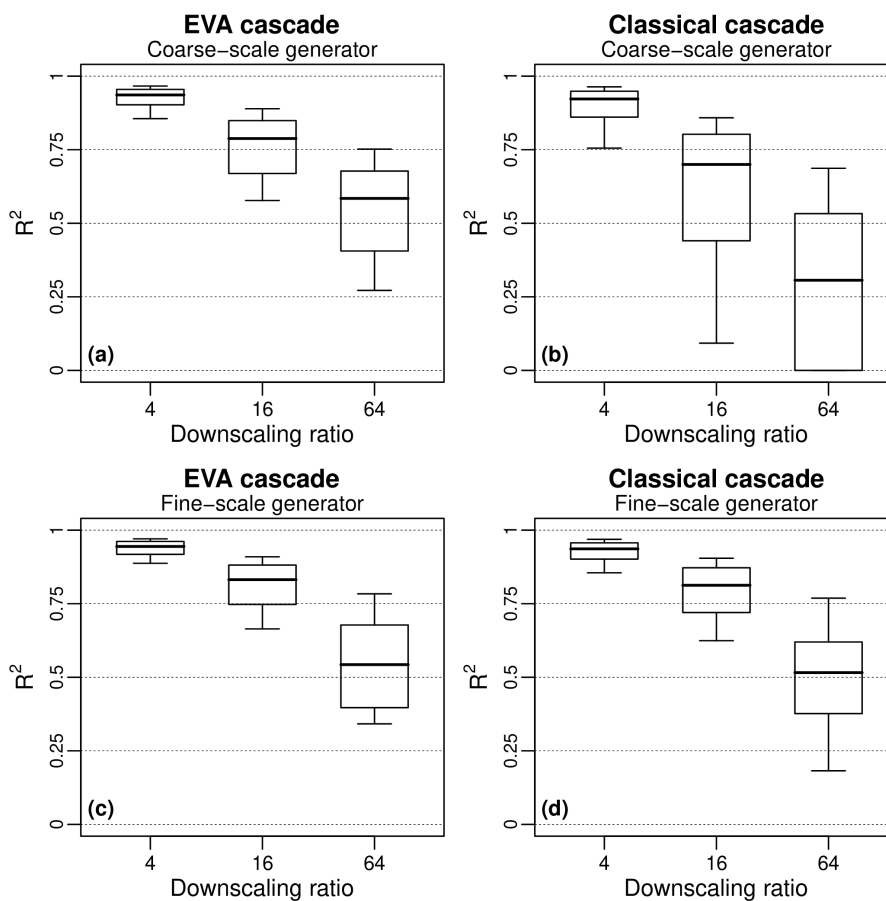 EVA cascade
Coarse−scale generator
R²
1
0.75
0.5
0.25
0
(a)
4 16 64
Downscaling ratio
Classical cascade
Coarse−scale generator
R²
1
0.75
0.5
0.25
0
(b)
4 16 64
Downscaling ratio
EVA cascade
Fine−scale generator
R²
1
0.75
0.5
0.25
0
(c)
4 16 64
Downscaling ratio
Classical cascade
Fine−scale generator
R²
1
0.75
0.5
0.25
0
(d)
4 16 64
Downscaling ratio